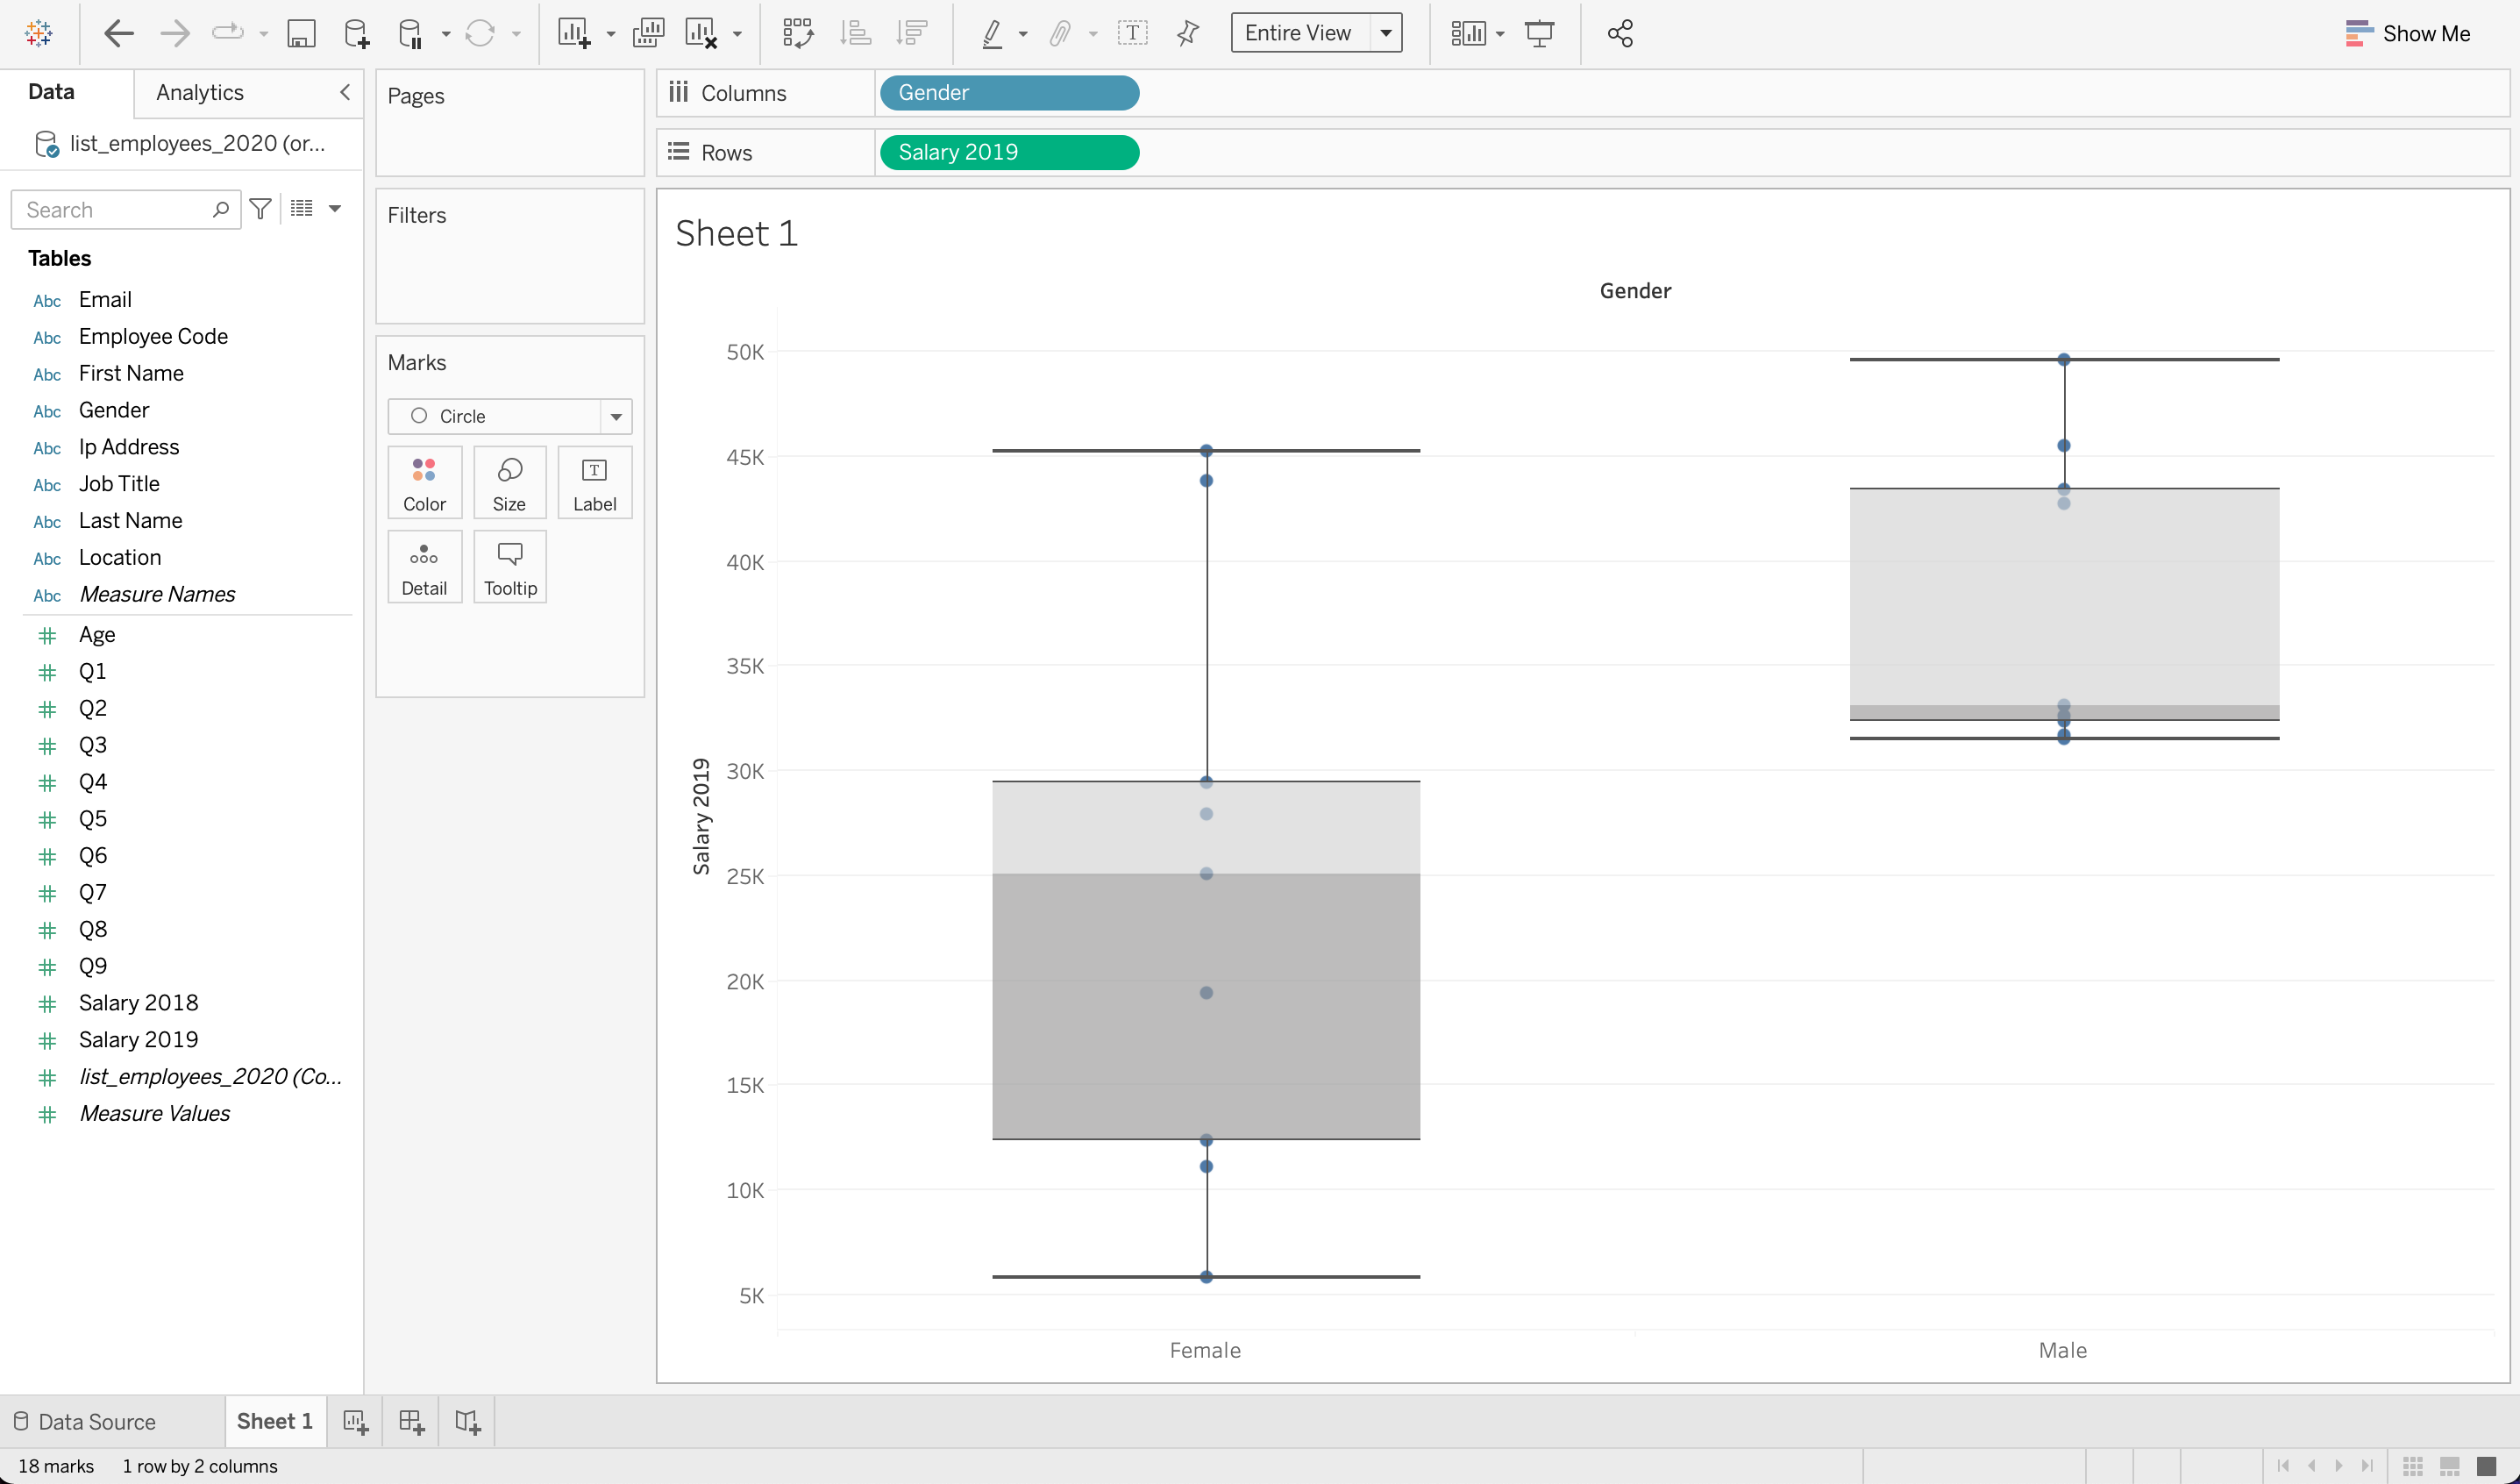 Entire View
Show Me
Data
Analytics
list_employees_2020 (or...
Search
Tables
Abc Email
Abc Employee Code
Abc First Name
Abc Gender
Abc Ip Address
Abc Job Title
Abc Last Name
Abc Location
Abc Measure Names
Age
Q1
Q2
Q3
Q4
Q5
Q6
Q7
Q8
Q9
Salary 2018
Salary 2019
list_employees_2020 (Co...
Measure Values
Pages
Filters
Marks
Circle
Color Size Label
Detail Tooltip
Columns Gender
Rows Salary 2019
Sheet 1
Gender
50K
45K
40K
35K
30K
25K
20K
15K
10K
5K
Salary 2019
Female Male
Data Source Sheet 1
18 marks 1 row by 2 columns